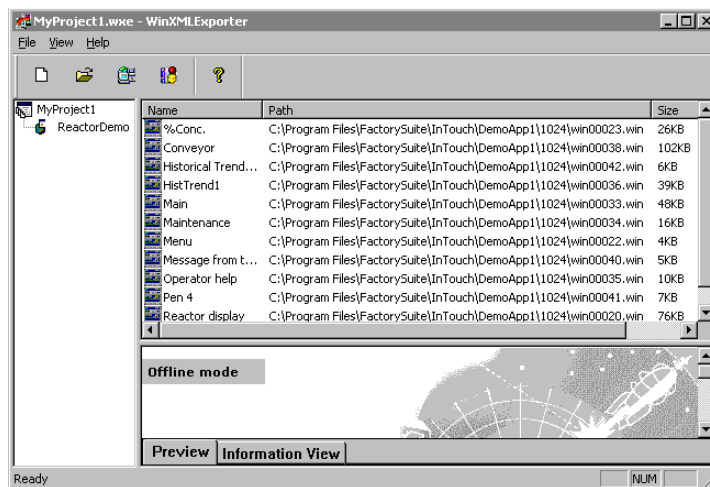 MyProject1.wxe - WinXMLExporter
File View Help
MyProject1
ReactorDemo
Name Path Size
%Conc. C:\Program Files\FactorySuite\InTouch\DemoApp1\1024\win00023.win 26KB
Conveyor C:\Program Files\FactorySuite\InTouch\DemoApp1\1024\win00038.win 102KB
Historical Trend... C:\Program Files\FactorySuite\InTouch\DemoApp1\1024\win00042.win 6KB
HistTrend1 C:\Program Files\FactorySuite\InTouch\DemoApp1\1024\win00036.win 39KB
Main C:\Program Files\FactorySuite\InTouch\DemoApp1\1024\win00033.win 48KB
Maintenance C:\Program Files\FactorySuite\InTouch\DemoApp1\1024\win00034.win 16KB
Menu C:\Program Files\FactorySuite\InTouch\DemoApp1\1024\win00022.win 4KB
Message from t... C:\Program Files\FactorySuite\InTouch\DemoApp1\1024\win00040.win 5KB
Operator help C:\Program Files\FactorySuite\InTouch\DemoApp1\1024\win00035.win 10KB
Pen 4 C:\Program Files\FactorySuite\InTouch\DemoApp1\1024\win00041.win 7KB
Reactor display C:\Program Files\FactorySuite\InTouch\DemoApp1\1024\win00020.win 76KB
Offline mode
Preview Information View
Ready NUM